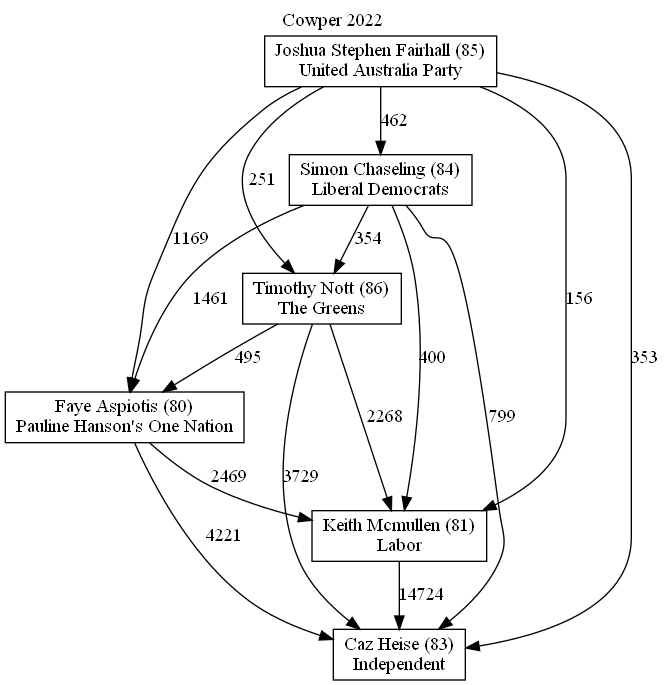 Cowper 2022
Joshua Stephen Fairhall (85)
United Australia Party
462
Simon Chaseling (84)
Liberal Democrats
251
1169
354
Timothy Nott (86)
The Greens
1461
156
495
400
353
Faye Aspiotis (80)
Pauline Hanson's One Nation
2268
799
2469
3729
Keith Mcmullen (81)
Labor
4221
14724
Caz Heise (83)
Independent